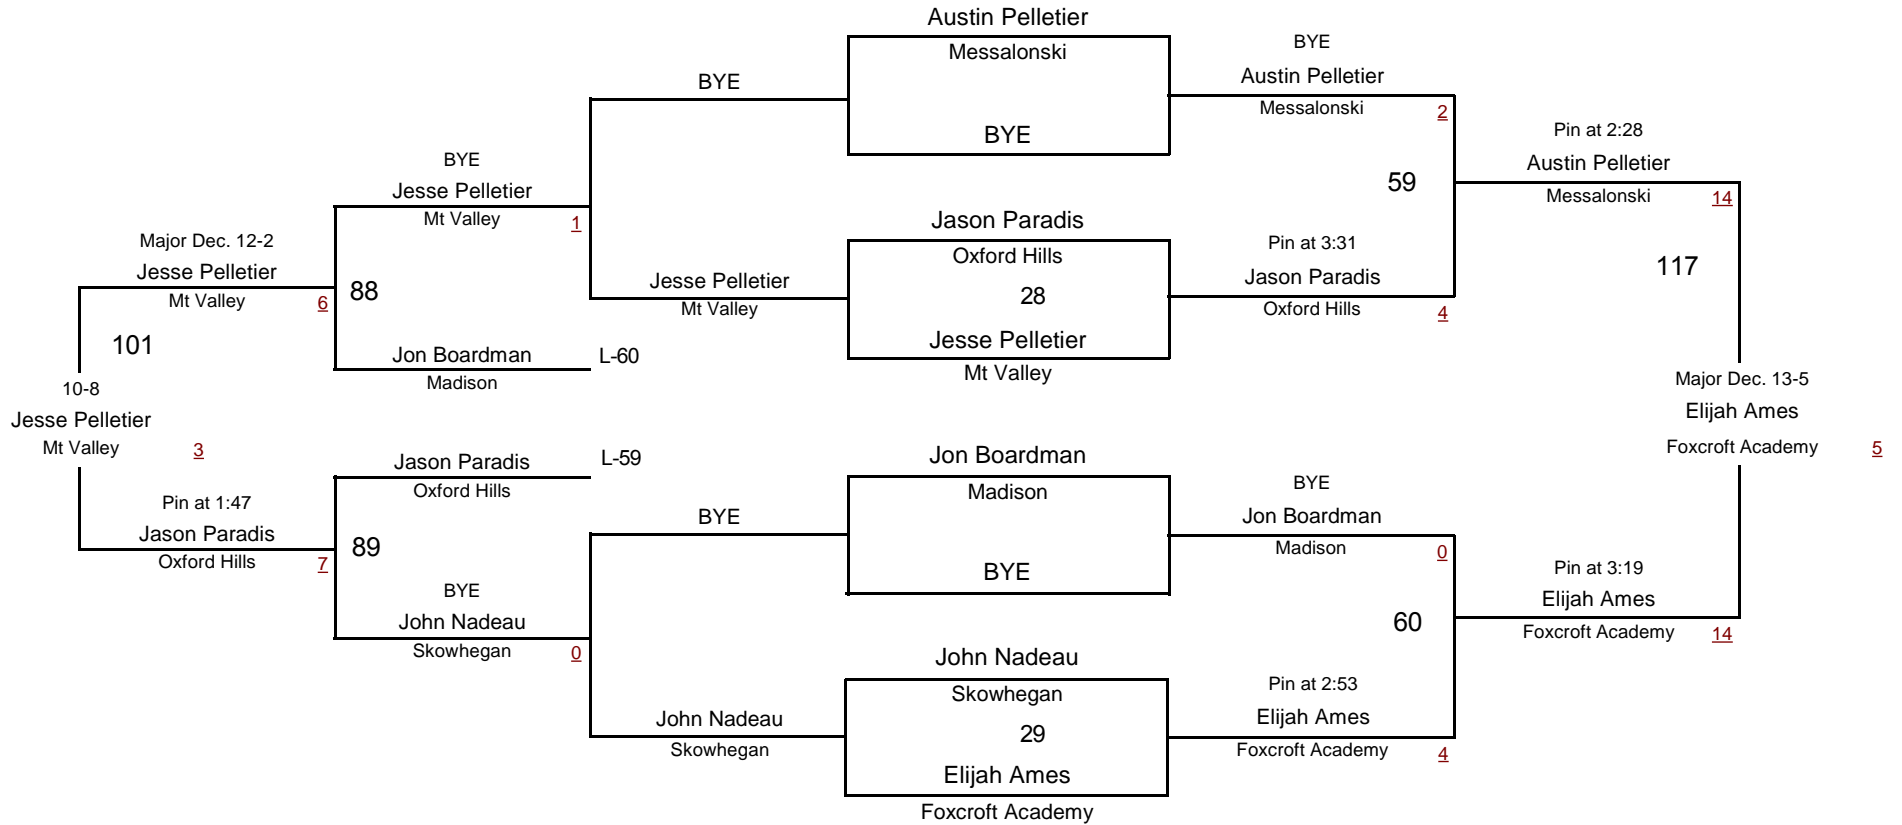 Austin Pelletier
Messalonski
BYE
BYE
Austin Pelletier
Messalonski
2
BYE
Pin at 2:28
Austin Pelletier
Messalonski
14
BYE
Jesse Pelletier
Mt Valley
1
59
Jason Paradis
Oxford Hills
28
Jesse Pelletier
Mt Valley
Pin at 3:31
Jason Paradis
Oxford Hills
4
Major Dec. 12-2
Jesse Pelletier
Mt Valley
6
88
Jesse Pelletier
Mt Valley
117
101
Jon Boardman
Madison
L-60
10-8
Jesse Pelletier
Mt Valley
3
Major Dec. 13-5
Elijah Ames
Foxcroft Academy
5
Jason Paradis
Oxford Hills
L-59
Jon Boardman
Madison
BYE
BYE
Jon Boardman
Madison
0
Pin at 1:47
Jason Paradis
Oxford Hills
7
89
BYE
BYE
John Nadeau
Skowhegan
0
60
Pin at 3:19
Elijah Ames
Foxcroft Academy
14
John Nadeau
Skowhegan
29
Elijah Ames
Foxcroft Academy
John Nadeau
Skowhegan
Pin at 2:53
Elijah Ames
Foxcroft Academy
4